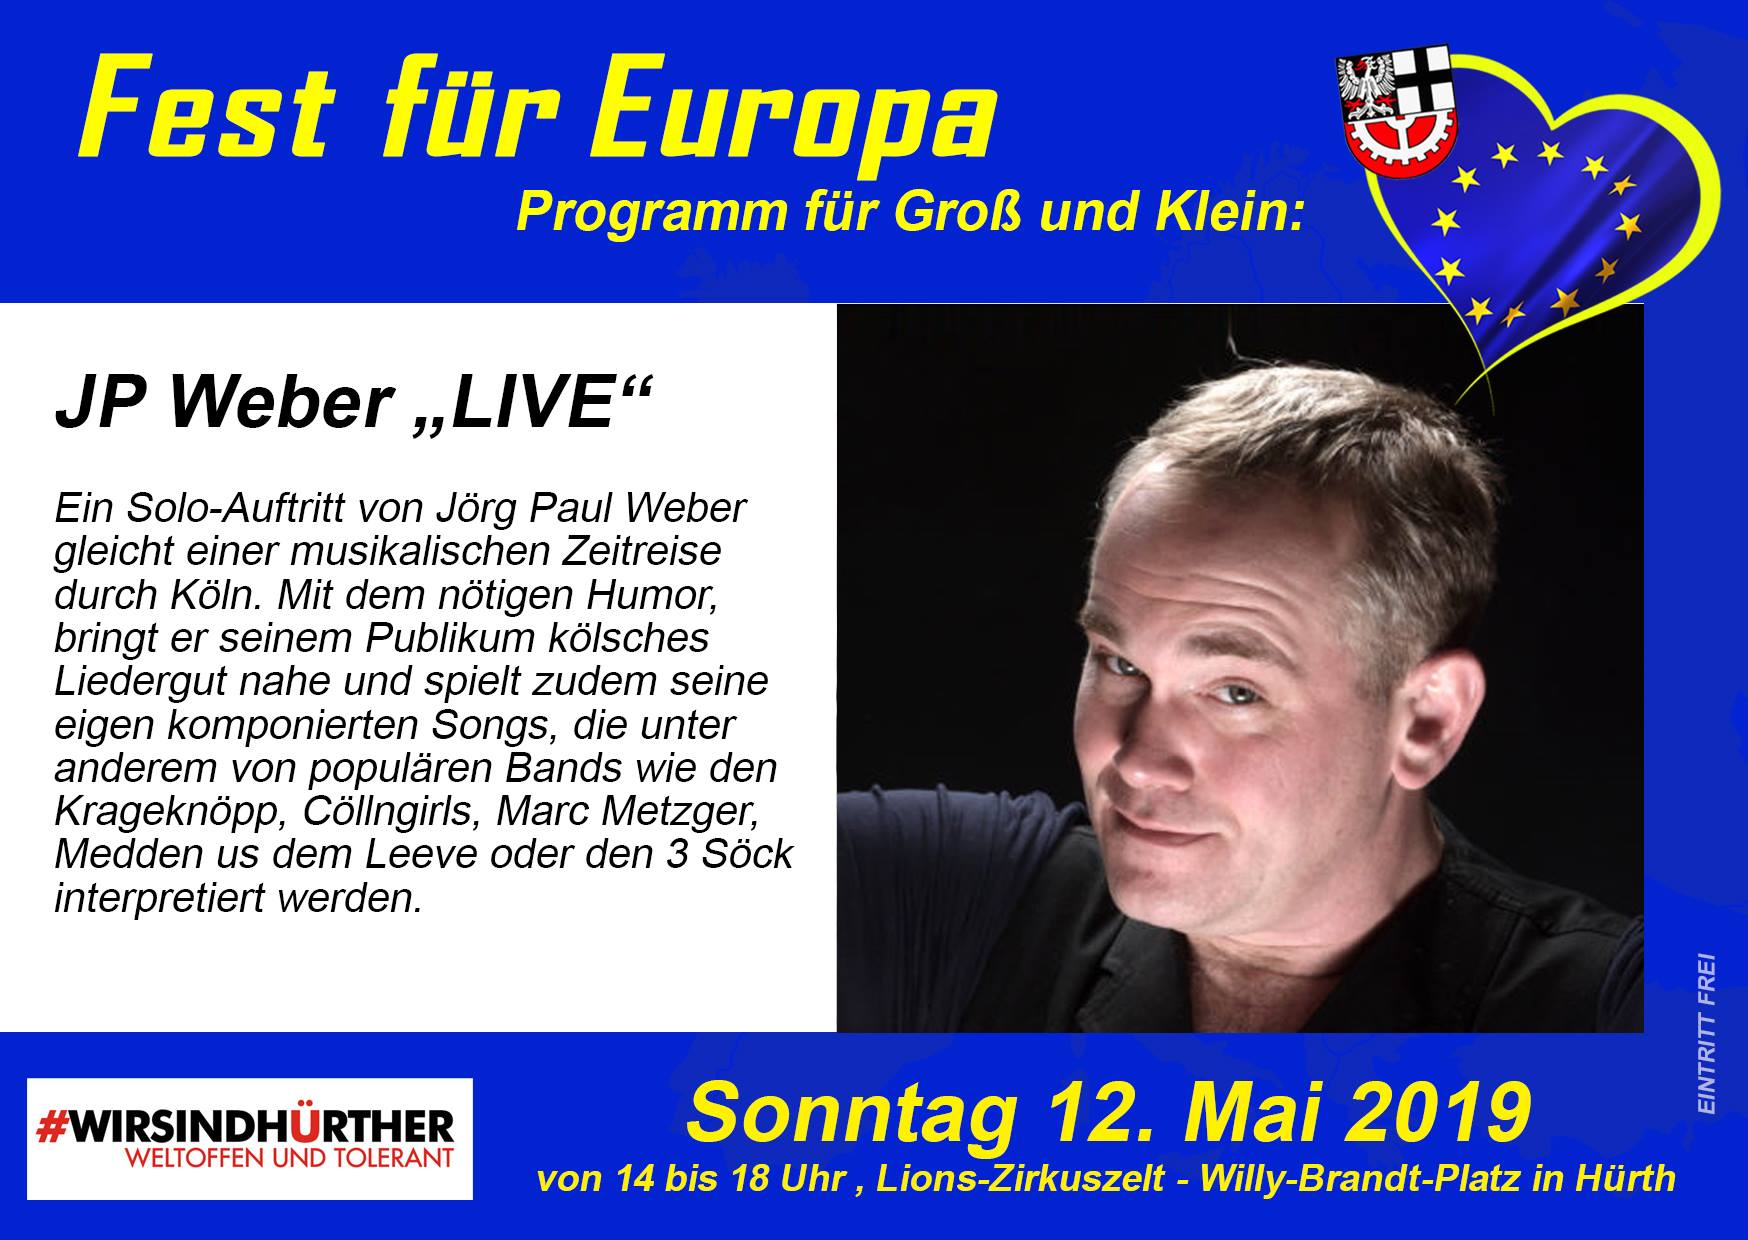 Fest für Europa
Programm für Groß und Klein:
JP Weber „LIVE“
Ein Solo-Auftritt von Jörg Paul Weber
gleicht einer musikalischen Zeitreise
durch Köln. Mit dem nötigen Humor,
bringt er seinem Publikum kölsches
Liedergut nahe und spielt zudem seine
eigen komponierten Songs, die unter
anderem von populären Bands wie den
Krageknöpp, Cöllngirls, Marc Metzger,
Medden us dem Leeve oder den 3 Söck
interpretiert werden.
EINTRITT FREI
#WIRSINDHÜRTHER
WELTOFFEN UND TOLERANT
Sonntag 12. Mai 2019
von 14 bis 18 Uhr , Lions-Zirkuszelt - Willy-Brandt-Platz in Hürth